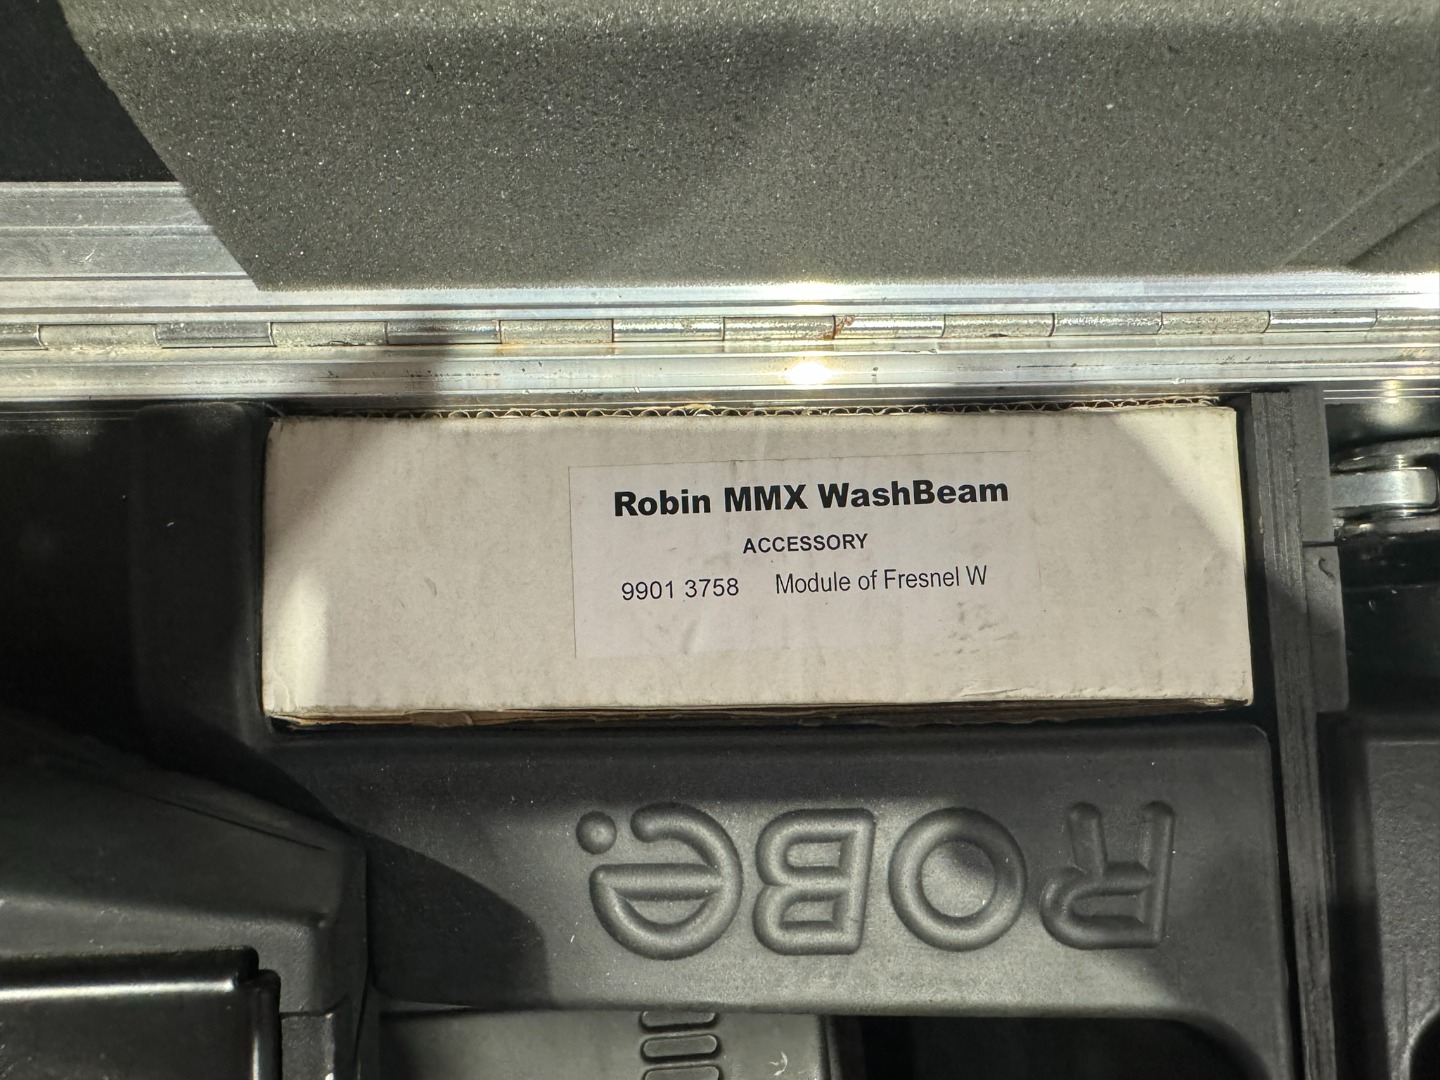 Robin MMX WashBeam
ACCESSORY
9901 3758 Module of Fresnel W
ROBE.